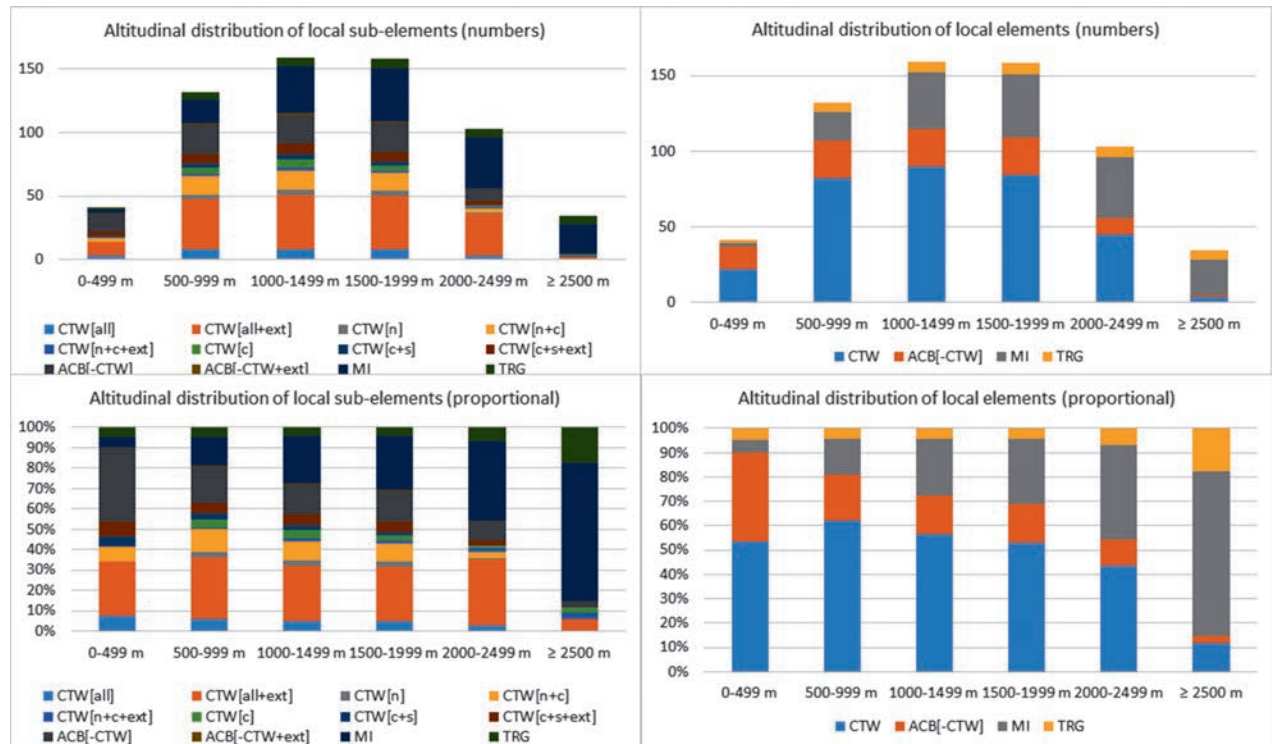 Altitudinal distribution of local sub-elements (numbers)
150
100
50
0
0-499 m 500-999 m 1000-1499 m 1500-1999 m 2000-2499 m ≥ 2500 m
CTW[all] CTW[all+ext] CTW[n] CTW[n+c]
CTW[n+c+ext] CTW[c] CTW[c+s] CTW[c+s+ext]
ACB[-CTW] ACB[-CTW+ext] MI TRG
Altitudinal distribution of local elements (numbers)
150
100
50
0
0-499 m 500-999 m 1000-1499 m 1500-1999 m 2000-2499 m ≥ 2500 m
CTW ACB[-CTW] MI TRG
Altitudinal distribution of local sub-elements (proportional)
100%
90%
80%
70%
60%
50%
40%
30%
20%
10%
0%
0-499 m 500-999 m 1000-1499 m 1500-1999 m 2000-2499 m ≥ 2500 m
CTW[all] CTW[all+ext] CTW[n] CTW[n+c]
CTW[n+c+ext] CTW[c] CTW[c+s] CTW[c+s+ext]
ACB[-CTW] ACB[-CTW+ext] MI TRG
Altitudinal distribution of local elements (proportional)
100%
90%
80%
70%
60%
50%
40%
30%
20%
10%
0%
0-499 m 500-999 m 1000-1499 m 1500-1999 m 2000-2499 m ≥ 2500 m
CTW ACB[-CTW] MI TRG